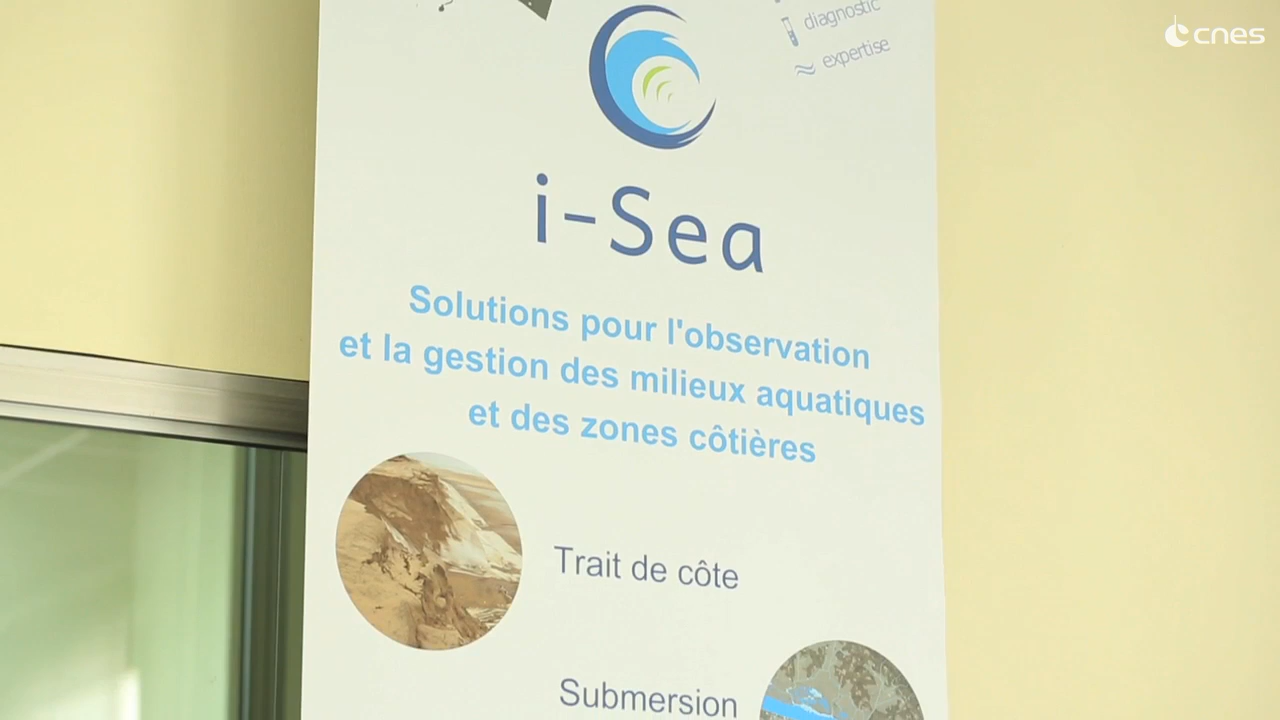 diagnostic
cnes
expertise
i-Sea
Solutions pour l'observation
et la gestion des milieux aquatiques
et des zones côtières
Trait de côte
Submersion